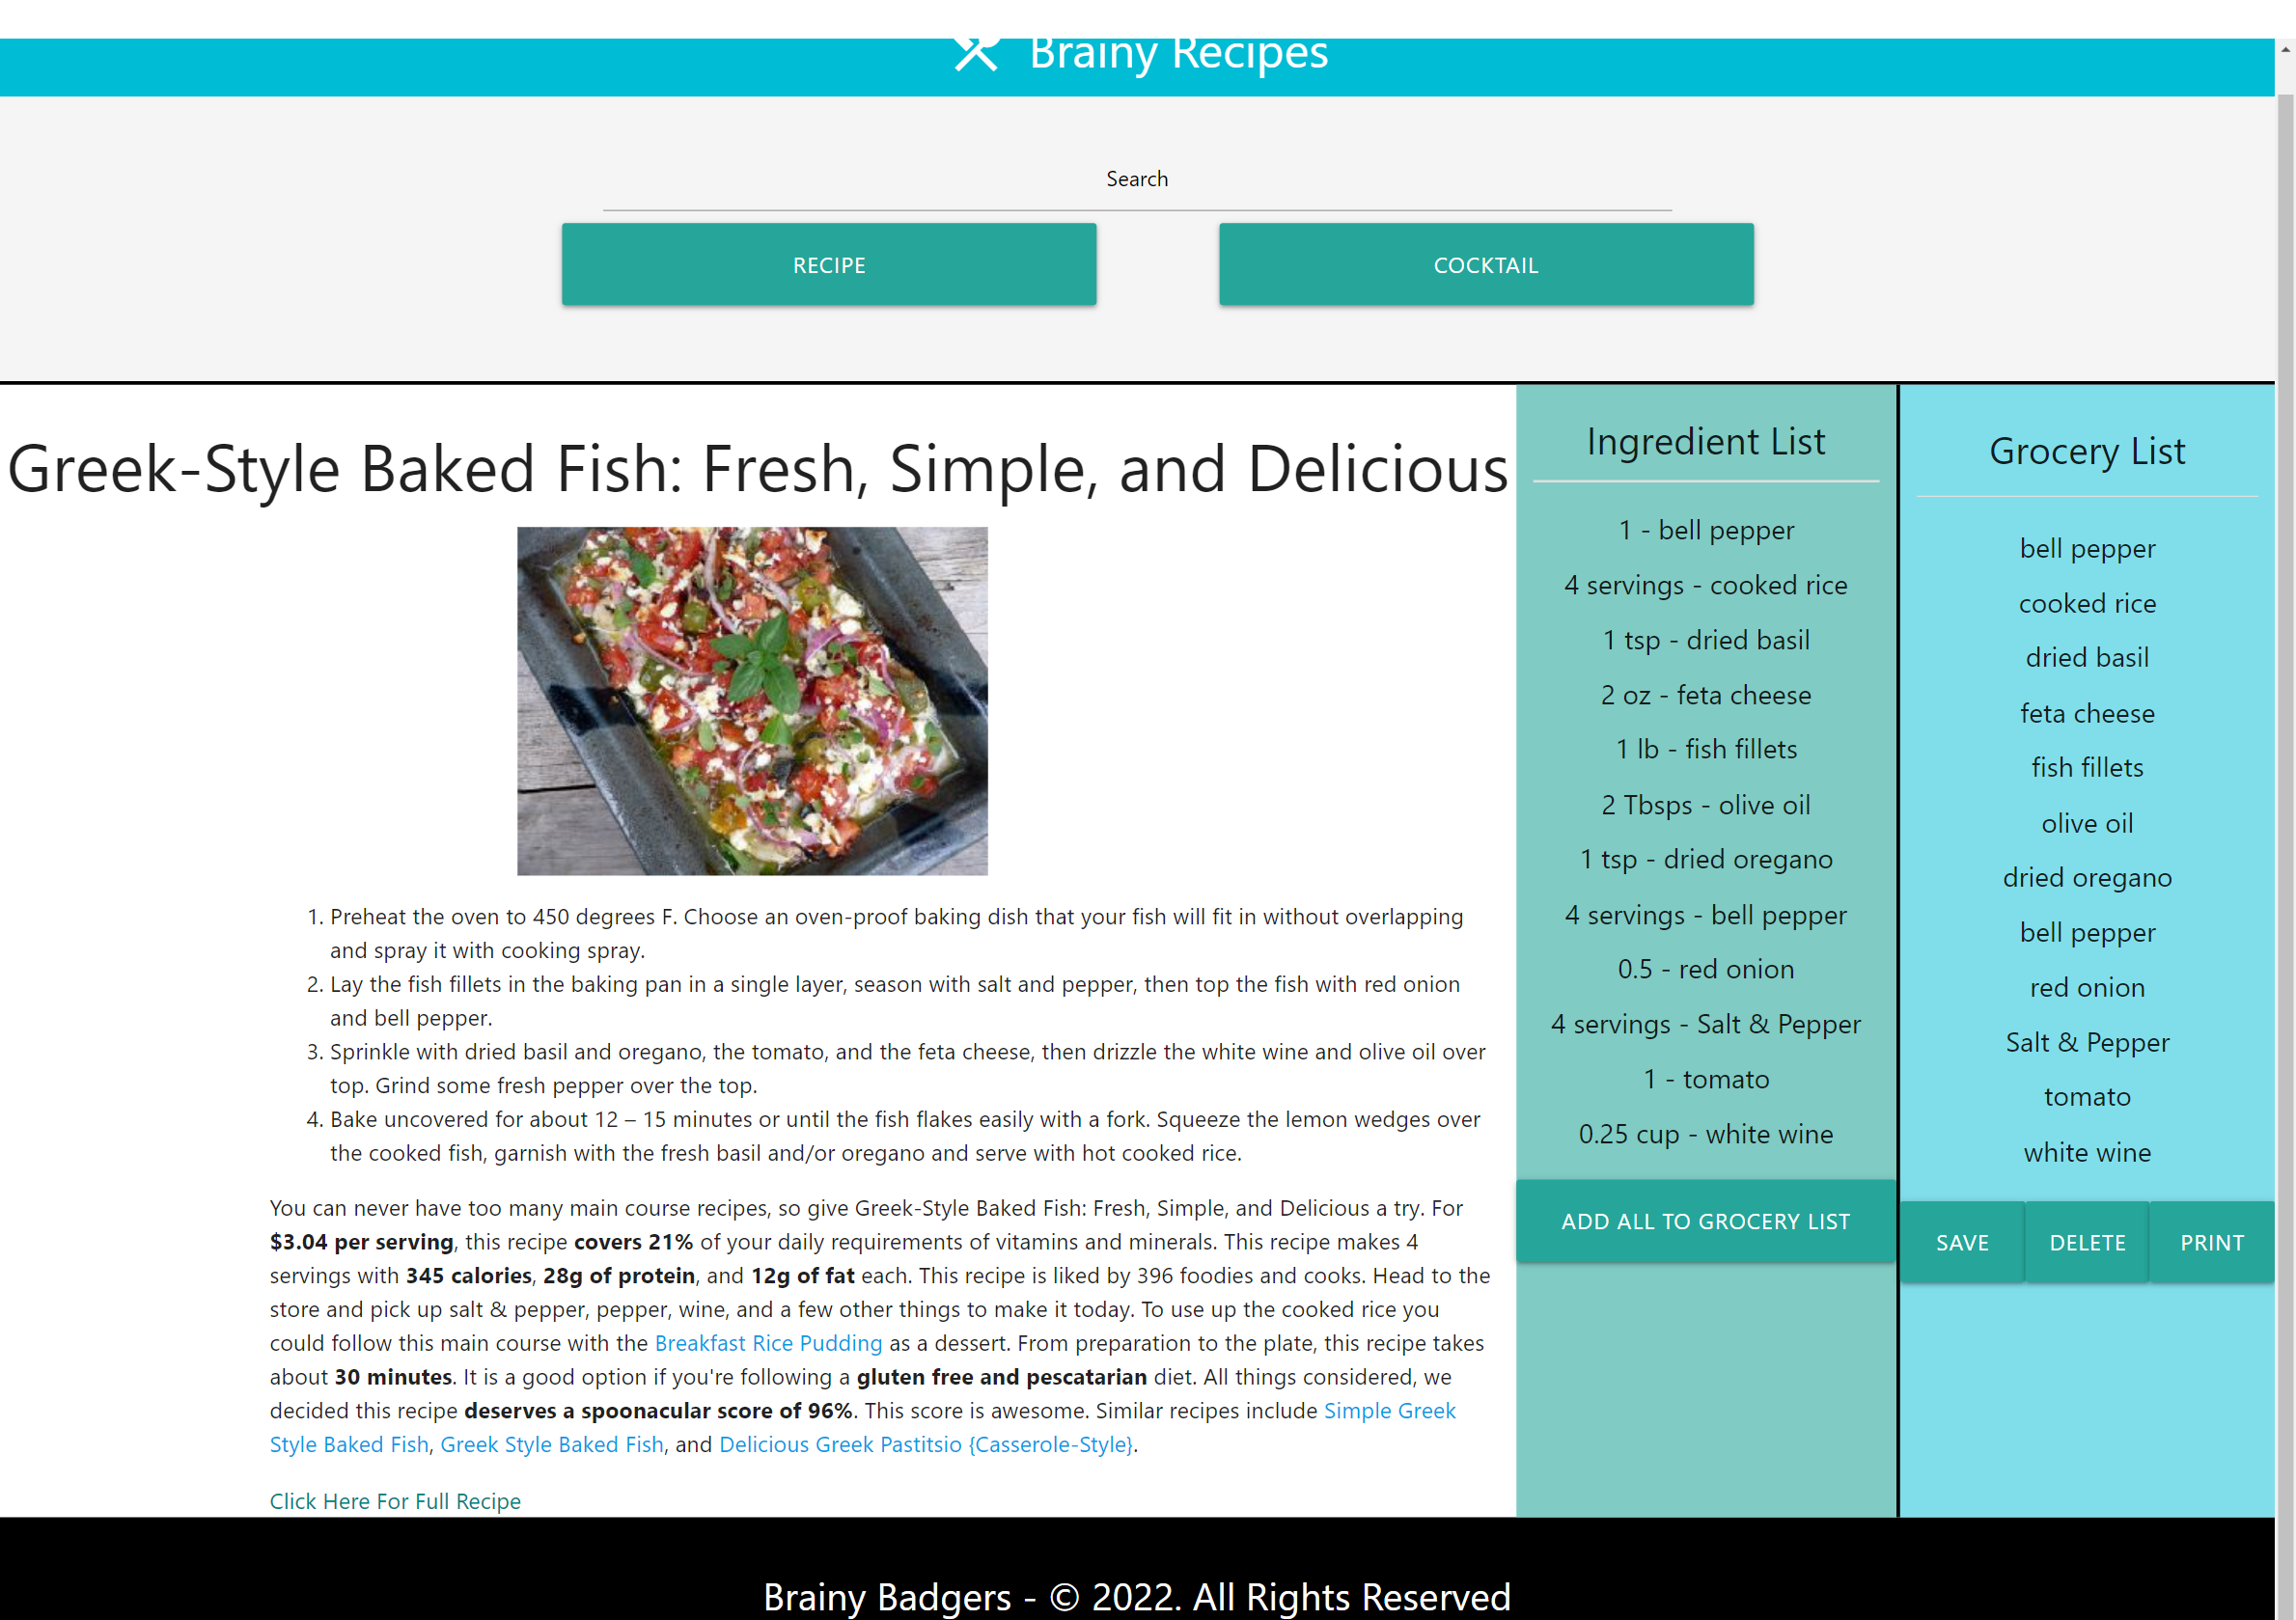 Brainy Recipes
Search
RECIPE
COCKTAIL
Greek-Style Baked Fish: Fresh, Simple, and Delicious
1. Preheat the oven to 450 degrees F. Choose an oven-proof baking dish that your fish will fit in without overlapping
and spray it with cooking spray.
2. Lay the fish fillets in the baking pan in a single layer, season with salt and pepper, then top the fish with red onion
and bell pepper.
3. Sprinkle with dried basil and oregano, the tomato, and the feta cheese, then drizzle the white wine and olive oil over
top. Grind some fresh pepper over the top.
4. Bake uncovered for about 12 – 15 minutes or until the fish flakes easily with a fork. Squeeze the lemon wedges over
the cooked fish, garnish with the fresh basil and/or oregano and serve with hot cooked rice.
You can never have too many main course recipes, so give Greek-Style Baked Fish: Fresh, Simple, and Delicious a try. For
$3.04 per serving, this recipe covers 21% of your daily requirements of vitamins and minerals. This recipe makes 4
servings with 345 calories, 28g of protein, and 12g of fat each. This recipe is liked by 396 foodies and cooks. Head to the
store and pick up salt & pepper, pepper, wine, and a few other things to make it today. To use up the cooked rice you
could follow this main course with the Breakfast Rice Pudding as a dessert. From preparation to the plate, this recipe takes
about 30 minutes. It is a good option if you're following a gluten free and pescatarian diet. All things considered, we
decided this recipe deserves a spoonacular score of 96%. This score is awesome. Similar recipes include Simple Greek
Style Baked Fish, Greek Style Baked Fish, and Delicious Greek Pastitsio {Casserole-Style}.
Click Here For Full Recipe
Ingredient List
1 - bell pepper
4 servings - cooked rice
1 tsp - dried basil
2 oz - feta cheese
1 lb - fish fillets
2 Tbsps - olive oil
1 tsp - dried oregano
4 servings - bell pepper
0.5 - red onion
4 servings - Salt & Pepper
1 - tomato
0.25 cup - white wine
ADD ALL TO GROCERY LIST
Grocery List
bell pepper
cooked rice
dried basil
feta cheese
fish fillets
olive oil
dried oregano
bell pepper
red onion
Salt & Pepper
tomato
white wine
SAVE
DELETE
PRINT
Brainy Badgers - © 2022. All Rights Reserved